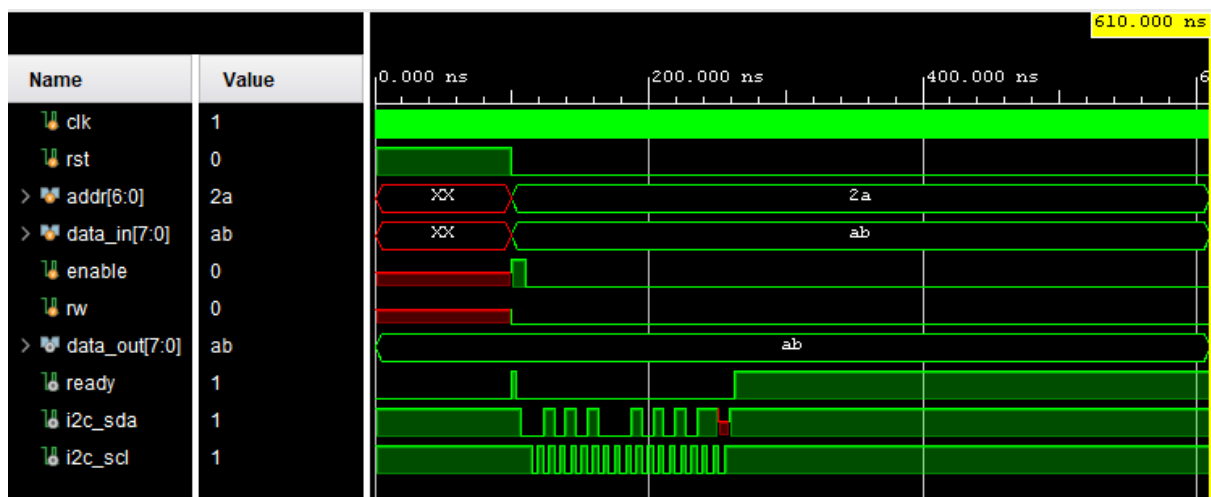 610.000 ns
Name Value 0.000 ns 200.000 ns 400.000 ns 6
clk 1
rst 0
addr[6:0] 2a XX 2a
data_in[7:0] ab XX ab
enable 0
rw 0
data_out[7:0] ab ab
ready 1
i2c_sda 1
i2c_scl 1